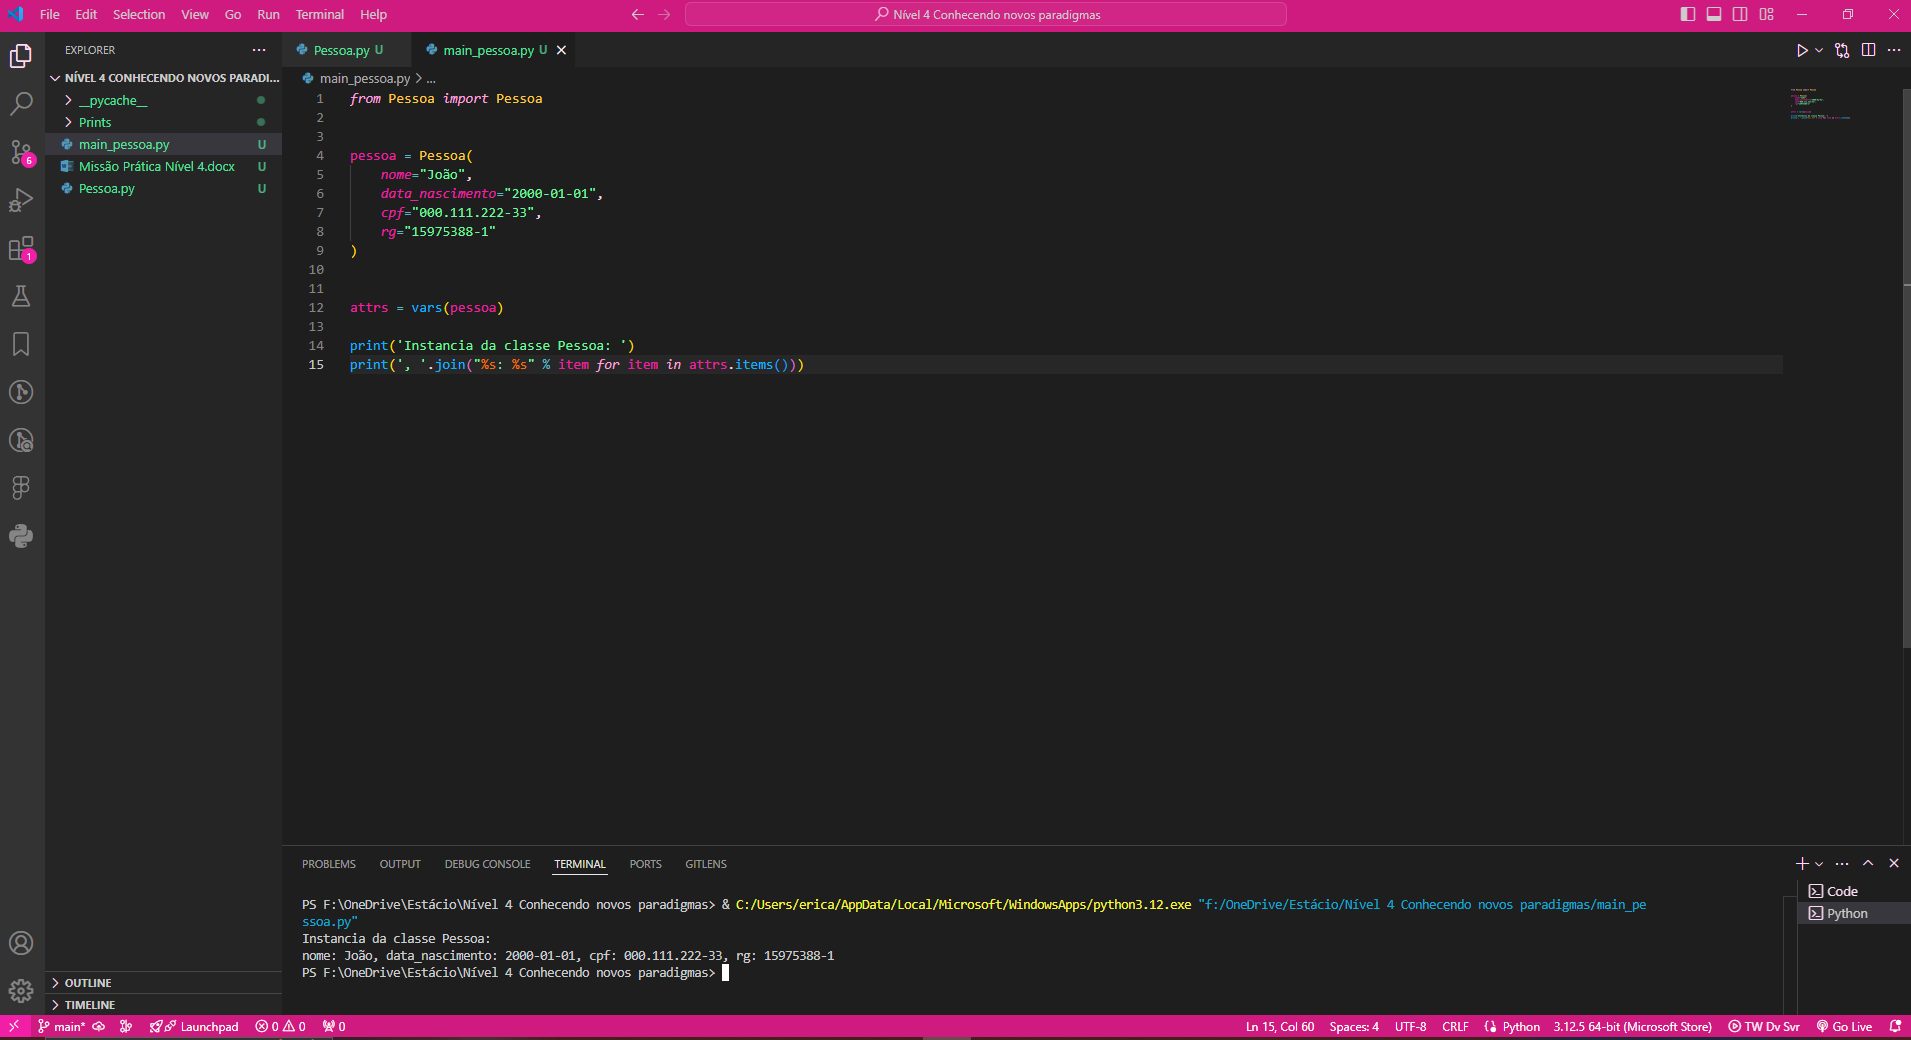 File Edit Selection View Go Run Terminal Help
Nível 4 Conhecendo novos paradigmas
EXPLORER
NÍVEL 4 CONHECENDO NOVOS PARADI...
__pycache__
Prints
main_pessoa.py U
Missão Prática Nível 4.docx U
Pessoa.py U
6
1
OUTLINE
TIMELINE
Pessoa.py U
main_pessoa.py U
main_pessoa.py > ...
1 from Pessoa import Pessoa
2
3
4 pessoa = Pessoa(
5 nome="João",
6 data_nascimento="2000-01-01",
7 cpf="000.111.222-33",
8 rg="15975388-1"
9 )
10
11
12 attrs = vars(pessoa)
13
14 print('Instancia da classe Pessoa: ')
15 print(', '.join("%s: %s" % item for item in attrs.items()))
PROBLEMS OUTPUT DEBUG CONSOLE TERMINAL PORTS GITLENS
PS F:\OneDrive\Estácio\Nível 4 Conhecendo novos paradigmas> & C:/Users/erica/AppData/Local/Microsoft/WindowsApps/python3.12.exe "f:/OneDrive/Estácio/Nível 4 Conhecendo novos paradigmas/main_pe
ssoa.py"
Instancia da classe Pessoa:
nome: João, data_nascimento: 2000-01-01, cpf: 000.111.222-33, rg: 15975388-1
PS F:\OneDrive\Estácio\Nível 4 Conhecendo novos paradigmas>
Code
Python
main* Launchpad 0 0 0 Ln 15, Col 60 Spaces: 4 UTF-8 CRLF Python 3.12.5 64-bit (Microsoft Store) TW Dv Svr Go Live